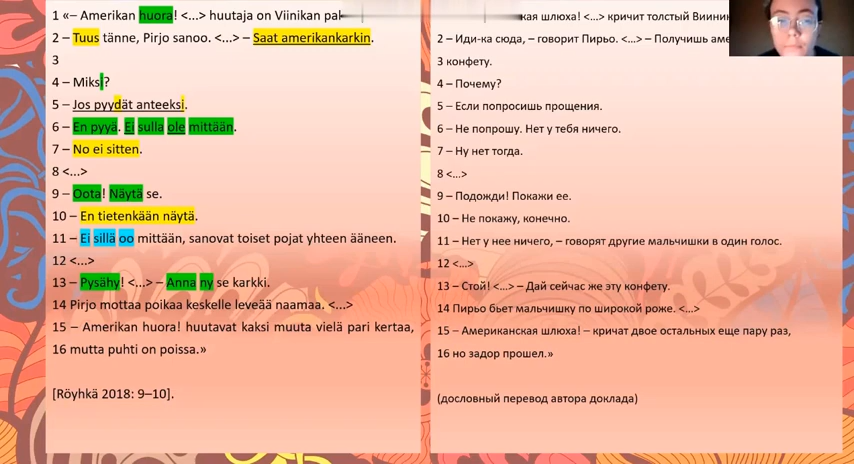 1 «– Amerikan huora! <...> huutaja on Viinikan
2 – Tuus tänne, Pirjo sanoo. <...> – Saat amerikankarkin.
3
4 – Miksi?
5 – Jos pyydät anteeksi.
6 – En pyyä. Ei sulla ole mittään.
7 – No ei sitten.
8 <...>
9 – Oota! Näytä se.
10 – En tietenkään näytä.
11 – Ei sillä oo mittään, sanovat toiset pojat yhteen ääneen.
12 <...>
13 – Pysähy! <...> – Anna ny se karkki.
14 Pirjo mottaa poikaa keskelle leveää naamaa. <...>
15 – Amerikan huora! huutavat kaksi muuta vielä pari kertaa,
16 mutta puhti on poissa.»
[Röyhkä 2018: 9–10].
шлюха! <...> кричит толстый
2 – Иди-ка сюда, – говорит Пирьо. <...> – Получишь
3 конфету.
4 – Почему?
5 – Если попросишь прощения.
6 – Не попрошу. Нет у тебя ничего.
7 – Ну нет тогда.
8 <...>
9 – Подожди! Покажи ее.
10 – Не покажу, конечно.
11 – Нет у нее ничего, – говорят другие мальчишки в один голос.
12 <...>
13 – Стой! <...> – Дай сейчас же эту конфету.
14 Пирьо бьет мальчишку по широкой роже. <...>
15 – Американская шлюха! – кричат двое остальных еще пару раз,
16 но задор прошел.»
(дословный перевод автора доклада)